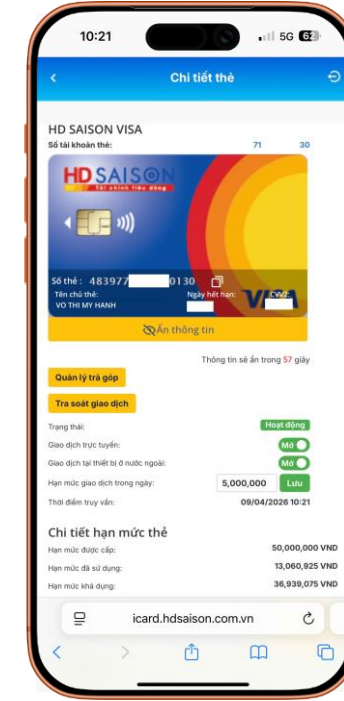 10:21 5G 62
Chi tiết thẻ
HD SAISON VISA
Số tài khoản thẻ: 71 30
HD SAISON
Tài chính tiêu dùng
Số thẻ: 483977 0130
Tên chủ thẻ: Ngày hết hạn: CVV2:
VO THI MY HANH
VISA
Ẩn thông tin
Thông tin sẽ ẩn trong 57 giây
Quản lý trả góp
Tra soát giao dịch
Trạng thái: Hoạt động
Giao dịch trực tuyến: Mở
Giao dịch tại thiết bị ở nước ngoài: Mở
Hạn mức giao dịch trong ngày: 5,000,000 Lưu
Thời điểm truy vấn: 09/04/2026 10:21
Chi tiết hạn mức thẻ
Hạn mức được cấp: 50,000,000 VND
Hạn mức đã sử dụng: 13,060,925 VND
Hạn mức khả dụng: 36,939,075 VND
icard.hdsaison.com.vn